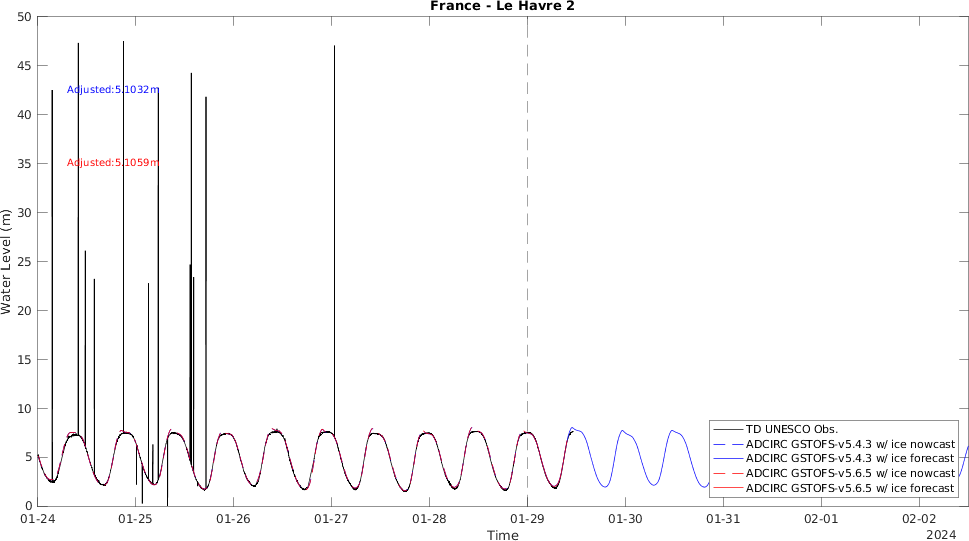 France - Le Havre 2
50
45
40
35
30
25
20
15
10
5
0
Water Level (m)
Adjusted:5.1032m
Adjusted:5.1059m
TD UNESCO Obs.
ADCIRC GSTOFS-v5.4.3 w/ ice nowcast
ADCIRC GSTOFS-v5.4.3 w/ ice forecast
ADCIRC GSTOFS-v5.6.5 w/ ice nowcast
ADCIRC GSTOFS-v5.6.5 w/ ice forecast
01-24 01-25 01-26 01-27 01-28 01-29 01-30 01-31 02-01 02-02
Time
2024